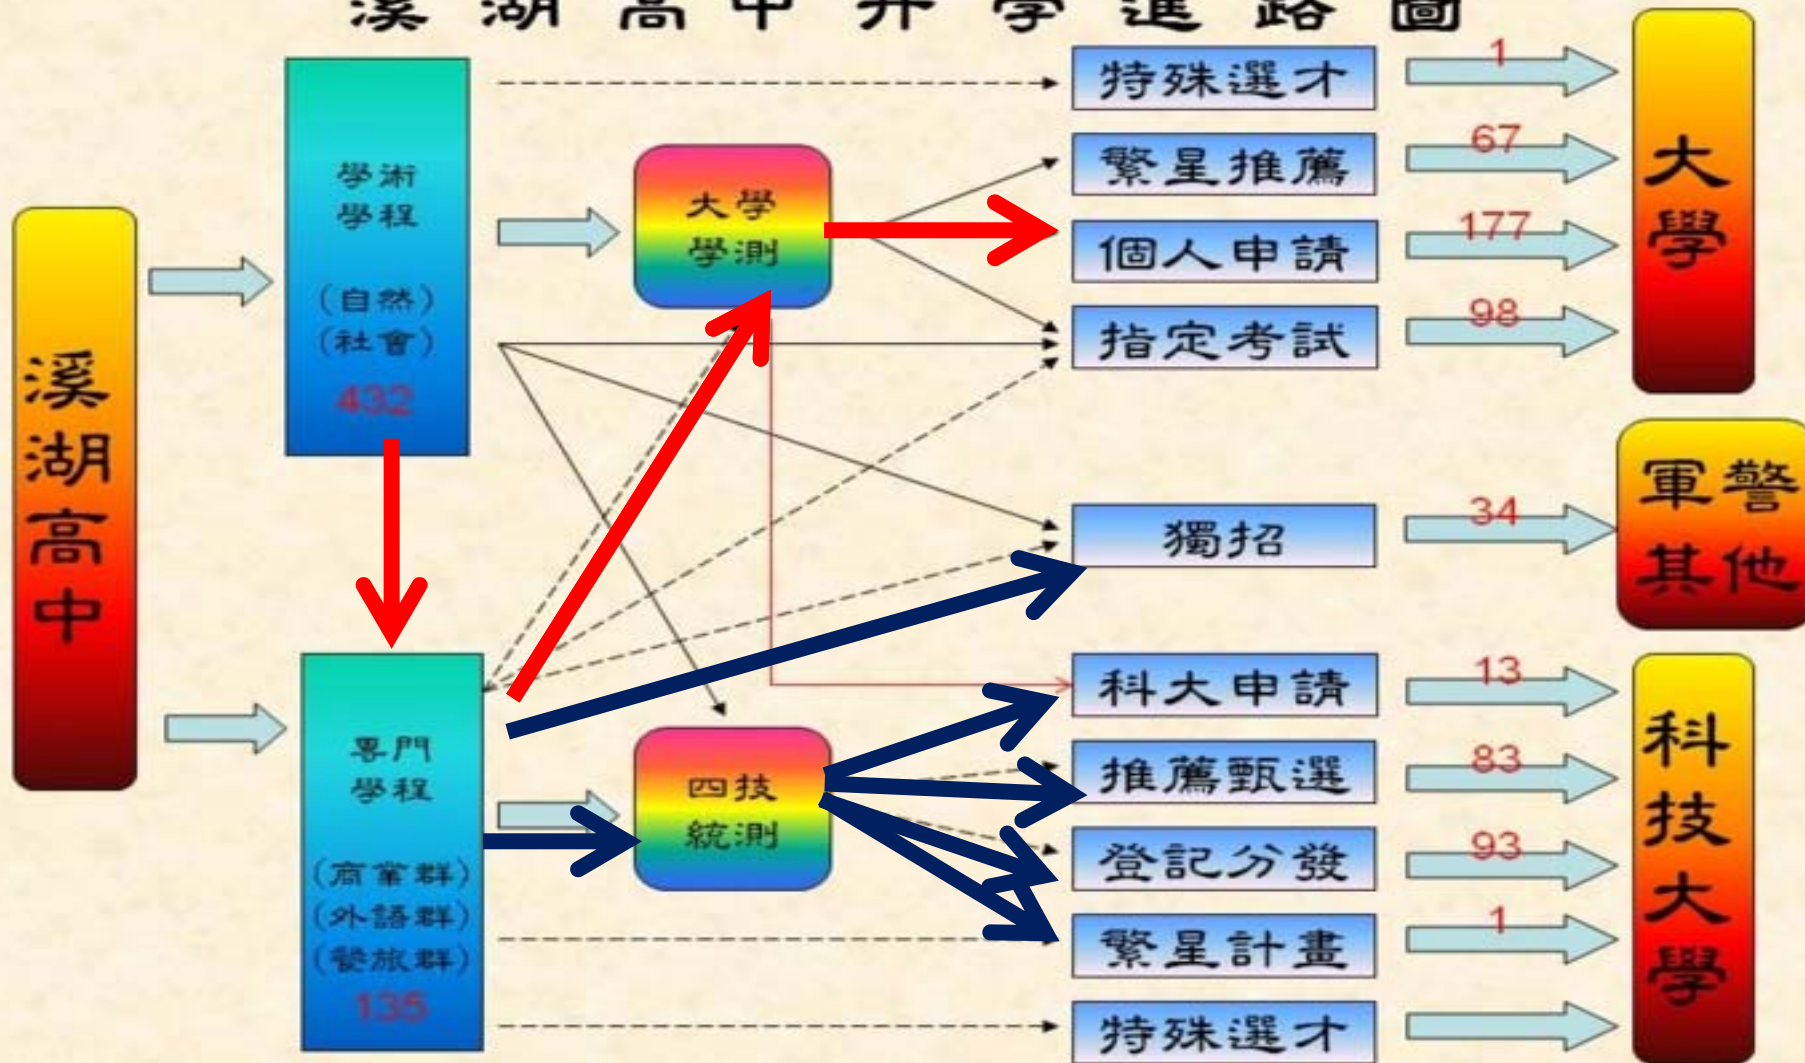 溪湖高中升學進路圖
溪
湖
高
中
學術
學程
(自然)
(社會)
432
專門
學程
(商業群)
(外語群)
(餐旅群)
135
大學
學測
四技
統測
特殊選才
1
繁星推薦
67
個人申請
177
指定考試
98
獨招
34
科大申請
13
推薦甄選
83
登記分發
93
繁星計畫
1
特殊選才
大
學
軍警
其他
科
技
大
學